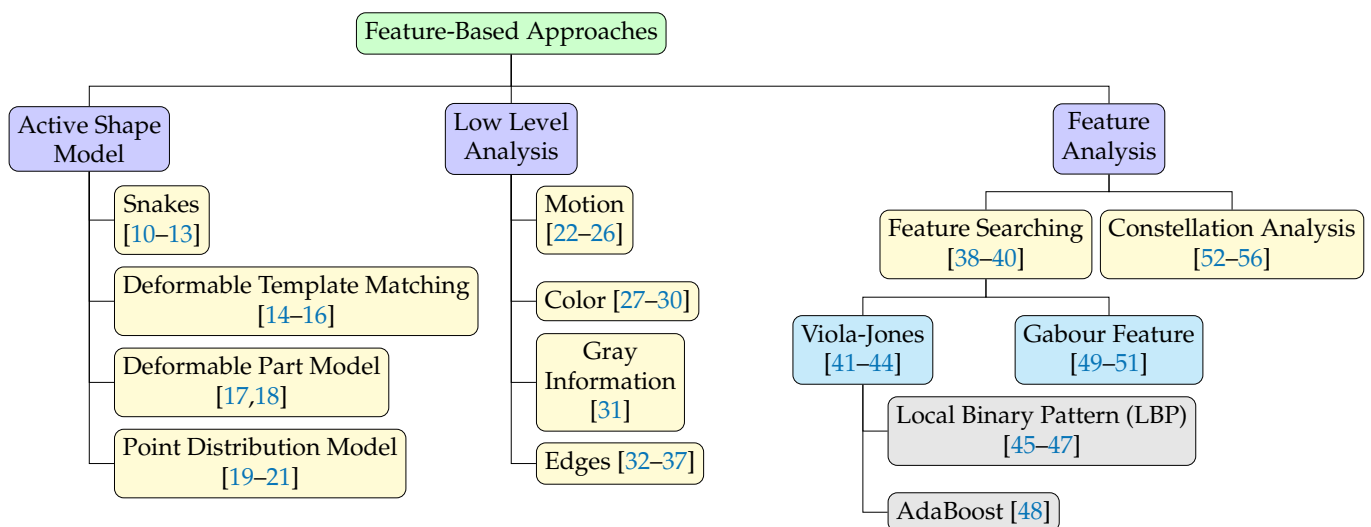 Feature-Based Approaches
Active Shape
Model
Snakes
[10–13]
Deformable Template Matching
[14–16]
Deformable Part Model
[17,18]
Point Distribution Model
[19–21]
Low Level
Analysis
Motion
[22–26]
Color [27–30]
Gray
Information
[31]
Edges [32–37]
Feature
Analysis
Feature Searching
[38–40]
Viola-Jones
[41–44]
Local Binary Pattern (LBP)
[45–47]
AdaBoost [48]
Gabour Feature
[49–51]
Constellation Analysis
[52–56]